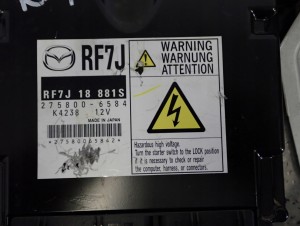 RF7J
WARNING
WARNUNG
ATTENTION
RF7J 18 881S
275800-6584
K4238 12V
MADE IN JAPAN
*27580065842*
Hazardous high voltage.
Turn the starter switch to the LOCK position
if it is necessary to check or repair
the computer, harness, or connectors.